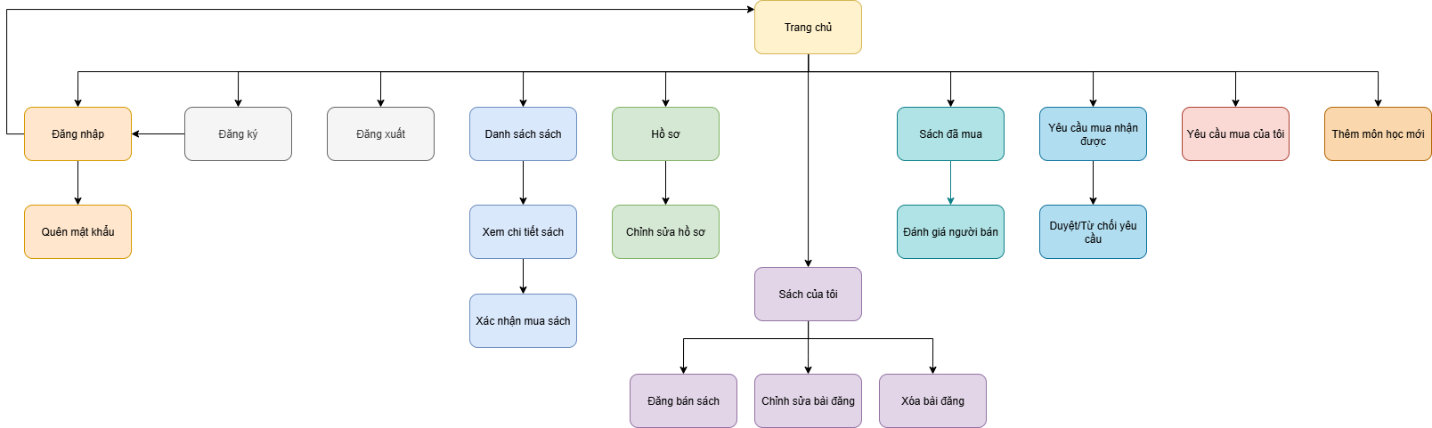 Trang chủ
Đăng nhập
Đăng ký
Đăng xuất
Danh sách sách
Hồ sơ
Sách đã mua
Yêu cầu mua nhận
được
Yêu cầu mua của tôi
Thêm môn học mới
Quên mật khẩu
Xem chi tiết sách
Chỉnh sửa hồ sơ
Đánh giá người bán
Duyệt/Từ chối yêu
cầu
Sách của tôi
Xác nhận mua sách
Đăng bán sách
Chỉnh sửa bài đăng
Xóa bài đăng